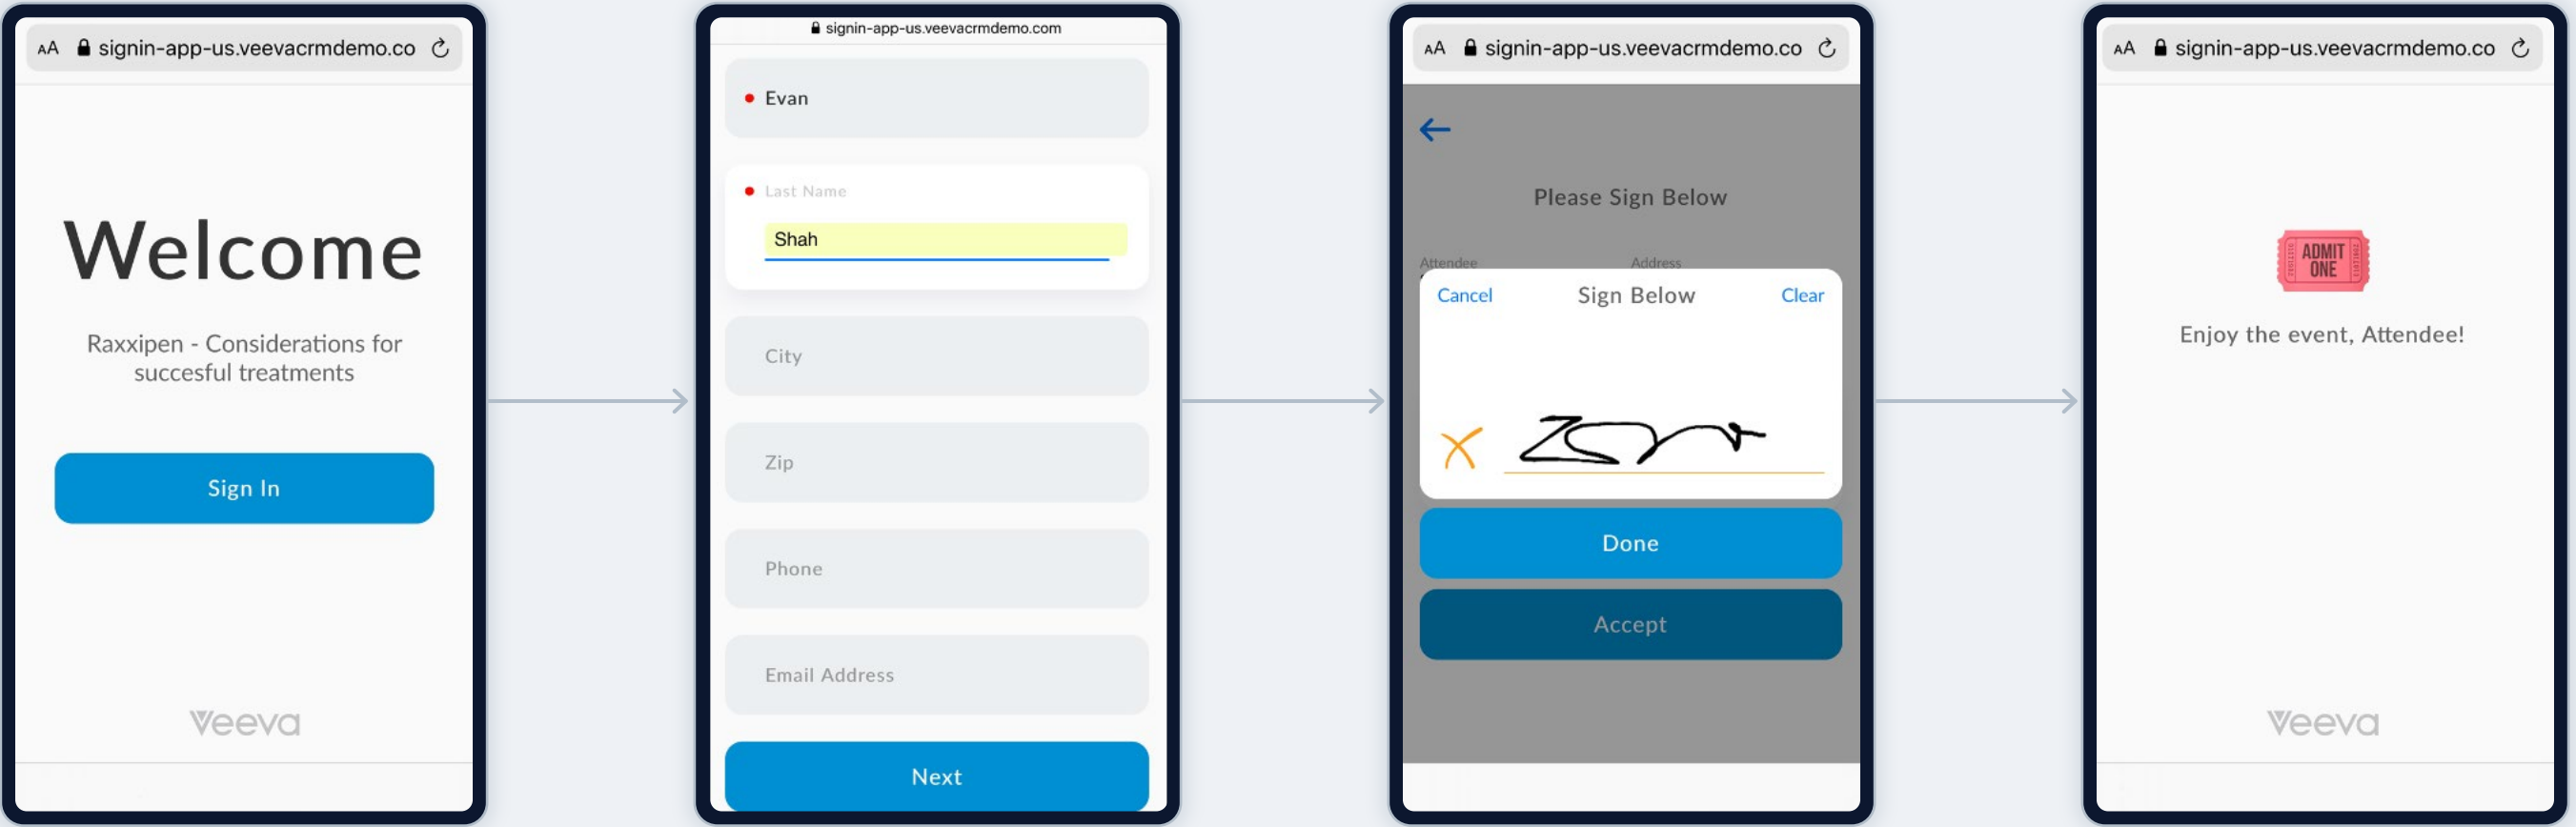 AA signin-app-us.veevacrmdemo.co
Welcome
Raxxipen - Considerations for
succesful treatments
Sign In
Veeva
signin-app-us.veevacrmdemo.com
Evan
Last Name
Shah
City
Zip
Phone
Email Address
Next
AA signin-app-us.veevacrmdemo.co
Please Sign Below
Attendee Address
Cancel Sign Below Clear
X
Done
Accept
AA signin-app-us.veevacrmdemo.co
ADMIT
ONE
Enjoy the event, Attendee!
Veeva